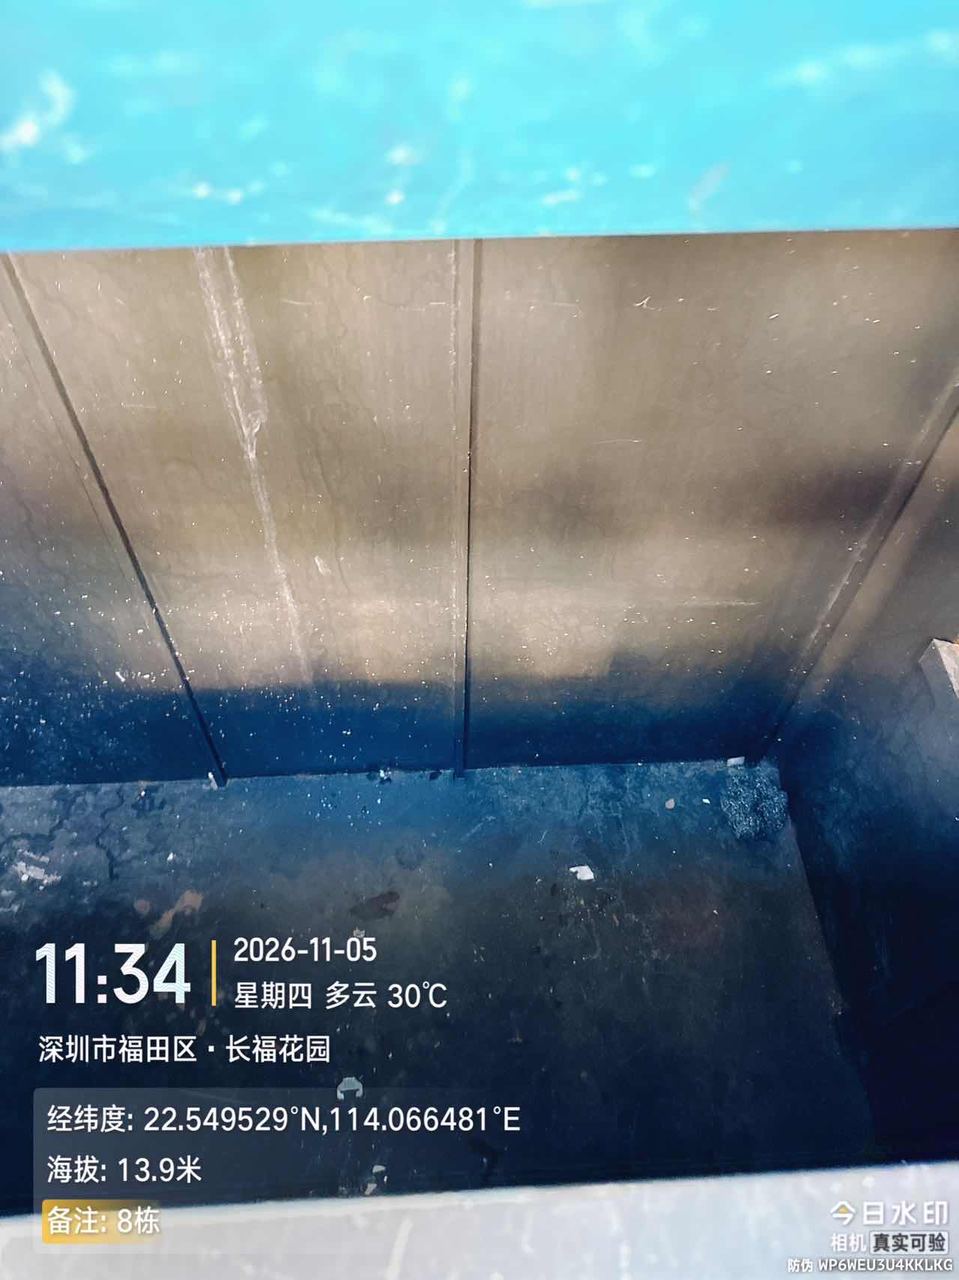 11:34
2026-11-05
星期四 多云 30℃
深圳市福田区·长福花园
经纬度: 22.549529°N,114.066481°E
海拔: 13.9米
备注: 8栋
今日水印
相机 真实可验
防伪 WP6WEU3U4KKLKG